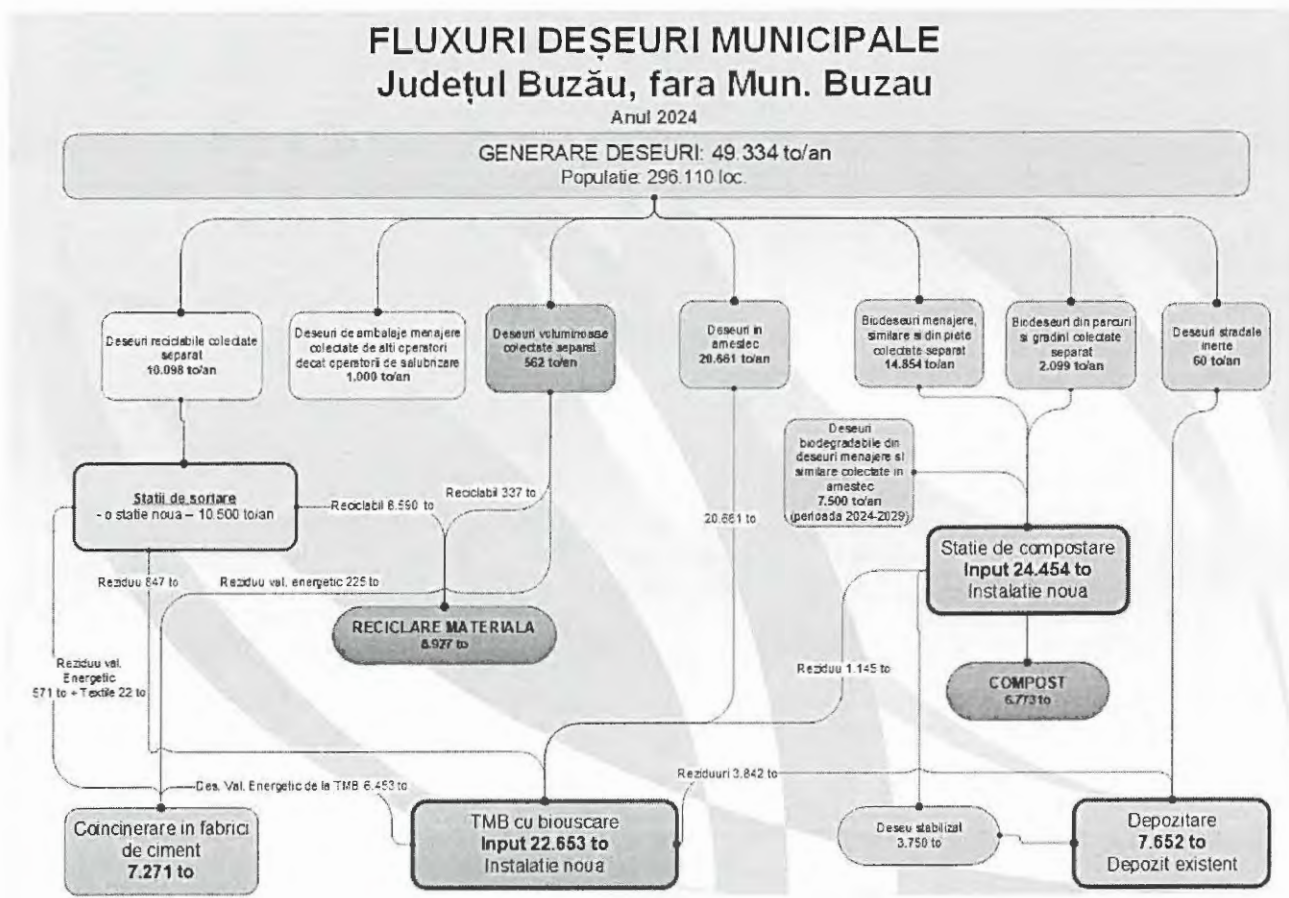 FLUXURI DEȘEURI MUNICIPALE
Județul Buzău, fara Mun. Buzau
Anul 2024
GENERARE DESEURI: 49.334 to/an
Populatie: 296.110 loc.
Deseuri reciclabile colectate
separat
10.098 to/an
Deseuri de ambalaje menajere
colectate de alti operatori
decat operatorii de salubrizare
1.000 to/an
Deseuri voluminoase
colectate separat
562 to/an
Deseuri in
amestec
20.661 to/an
Biodeseuri menajere,
similare si din piete
colectate separat
14.854 to/an
Biodeseuri din parcuri
si gradini colectate
separat
2.099 to/an
Deseuri stradale
inerte
60 to/an
Deseuri
biodegradabile din
deseuri menajere si
similare colectate in
amestec
7.500 to/an
(perioada 2024-2029)
Statii de sortare
- o statie noua – 10.500 to/an
Reciclabil 8.590 to
Reciclabil 337 to
20.661 to
Statie de compostare
Input 24.454 to
Instalatie noua
Reziduu 847 to
Reziduu val. energetic 225 to
RECICLARE MATERIALA
8.927 to
Reziduu val.
Energetic
571 to + Textile 22 to
Reziduu 1.145 to
COMPOST
6.773 to
Des. Val. Energetic de la TMB 6.453 to
Reziduuri 3.842 to
Coincinerare in fabrici
de ciment
7.271 to
TMB cu biouscare
Input 22.653 to
Instalatie noua
Deseu stabilizat
3.750 to
Depozitare
7.652 to
Depozit existent